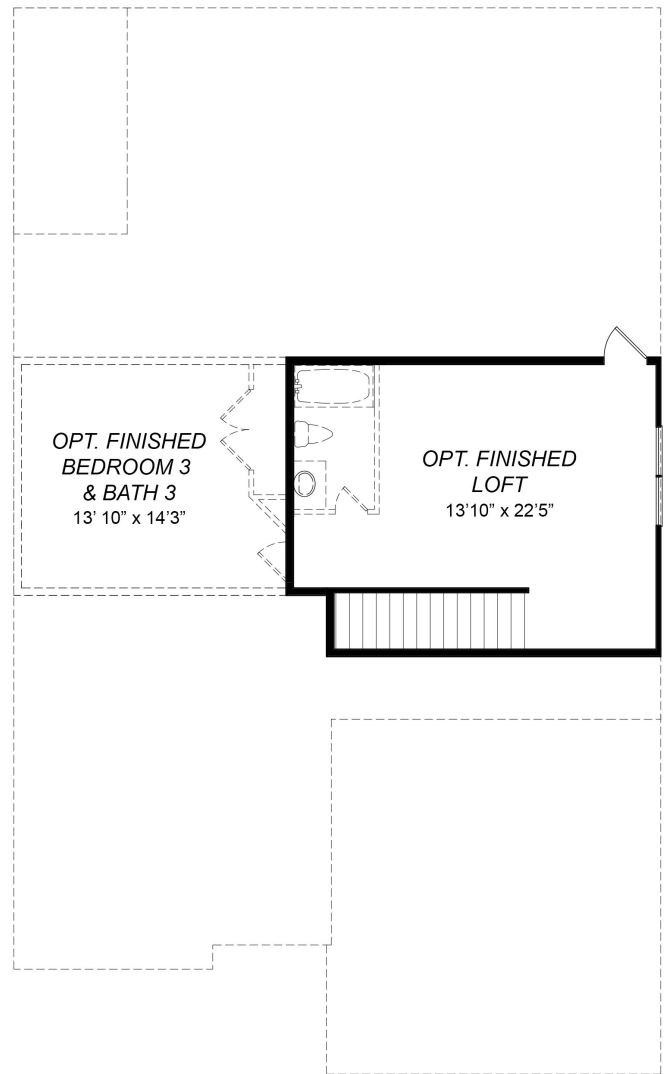 OPT. FINISHED
BEDROOM 3
& BATH 3
13’ 10” x 14’3”
OPT. FINISHED
LOFT
13’10” x 22’5”